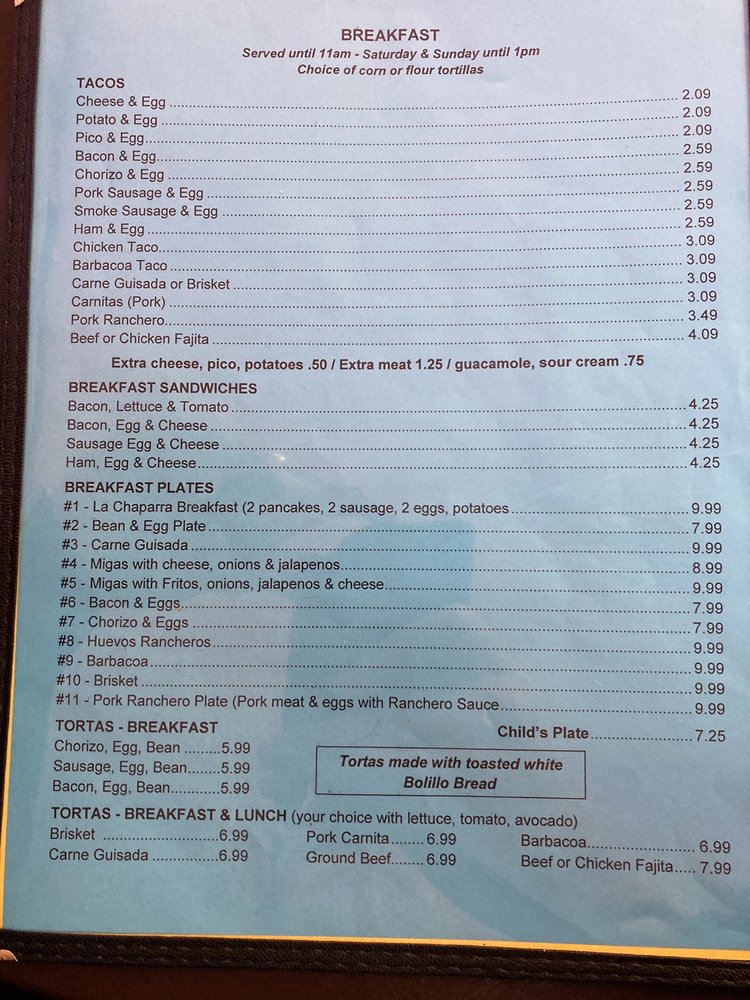 BREAKFAST
Served until 11am - Saturday & Sunday until 1pm
Choice of corn or flour tortillas
TACOS
Cheese & Egg 2.09
Potato & Egg 2.09
Pico & Egg 2.09
Bacon & Egg 2.59
Chorizo & Egg 2.59
Pork Sausage & Egg 2.59
Smoke Sausage & Egg 2.59
Ham & Egg 2.59
Chicken Taco 3.09
Barbacoa Taco 3.09
Carne Guisada or Brisket 3.09
Carnitas (Pork) 3.09
Pork Ranchero 3.49
Beef or Chicken Fajita 4.09
Extra cheese, pico, potatoes .50 / Extra meat 1.25 / guacamole, sour cream .75
BREAKFAST SANDWICHES
Bacon, Lettuce & Tomato 4.25
Bacon, Egg & Cheese 4.25
Sausage Egg & Cheese 4.25
Ham, Egg & Cheese 4.25
BREAKFAST PLATES
#1 - La Chaparra Breakfast (2 pancakes, 2 sausage, 2 eggs, potatoes 9.99
#2 - Bean & Egg Plate 7.99
#3 - Carne Guisada 9.99
#4 - Migas with cheese, onions & jalapenos 8.99
#5 - Migas with Fritos, onions, jalapenos & cheese 9.99
#6 - Bacon & Eggs 7.99
#7 - Chorizo & Eggs 7.99
#8 - Huevos Rancheros 9.99
#9 - Barbacoa 9.99
#10 - Brisket 9.99
#11 - Pork Ranchero Plate (Pork meat & eggs with Ranchero Sauce 9.99
Child's Plate 7.25
TORTAS - BREAKFAST
Chorizo, Egg, Bean 5.99
Sausage, Egg, Bean 5.99
Bacon, Egg, Bean 5.99
Tortas made with toasted white
Bolillo Bread
TORTAS - BREAKFAST & LUNCH (your choice with lettuce, tomato, avocado)
Brisket 6.99 Pork Carnita 6.99 Barbacoa 6.99
Carne Guisada 6.99 Ground Beef 6.99 Beef or Chicken Fajita 7.99